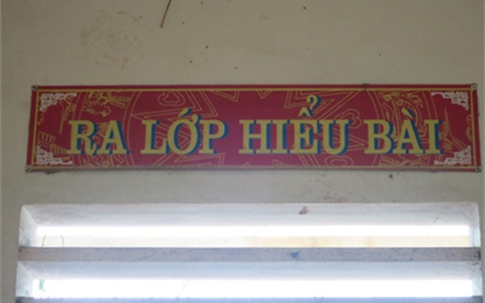 RA LỚP HIỂU BÀI